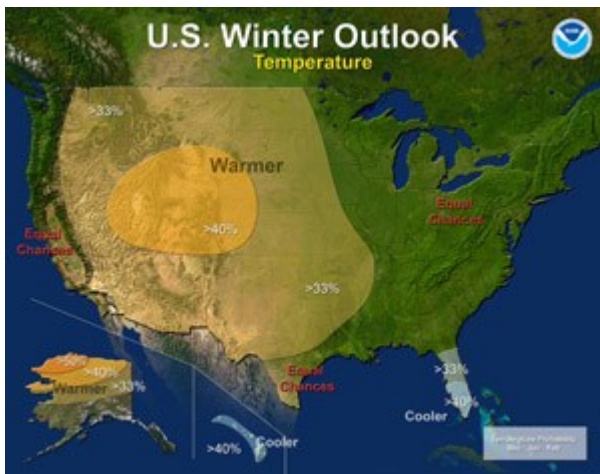 U.S. Winter Outlook
Temperature
>33%
Warmer
>40%
Equal
Chances
Equal
Chances
>33%
>50%
>40%
Warmer
>33%
Equal
Chances
>33%
>40%
Cooler
>40%
Cooler